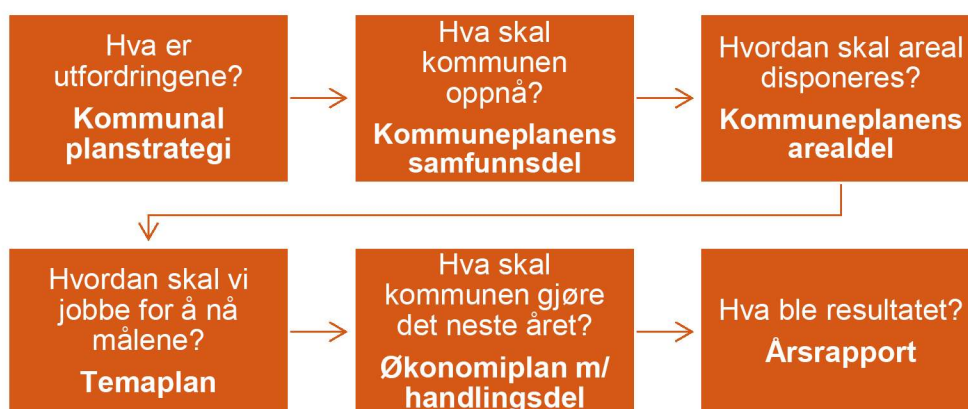 Hva er
utfordringene?
Kommunal
planstrategi
Hva skal
kommunen
oppnå?
Kommuneplanens
samfunnsdel
Hvordan skal areal
disponeres?
Kommuneplanens
arealdel
Hvordan skal vi
jobbe for å nå
målene?
Temaplan
Hva skal
kommunen gjøre
det neste året?
Økonomiplan m/
handlingsdel
Hva ble resultatet?
Årsrapport